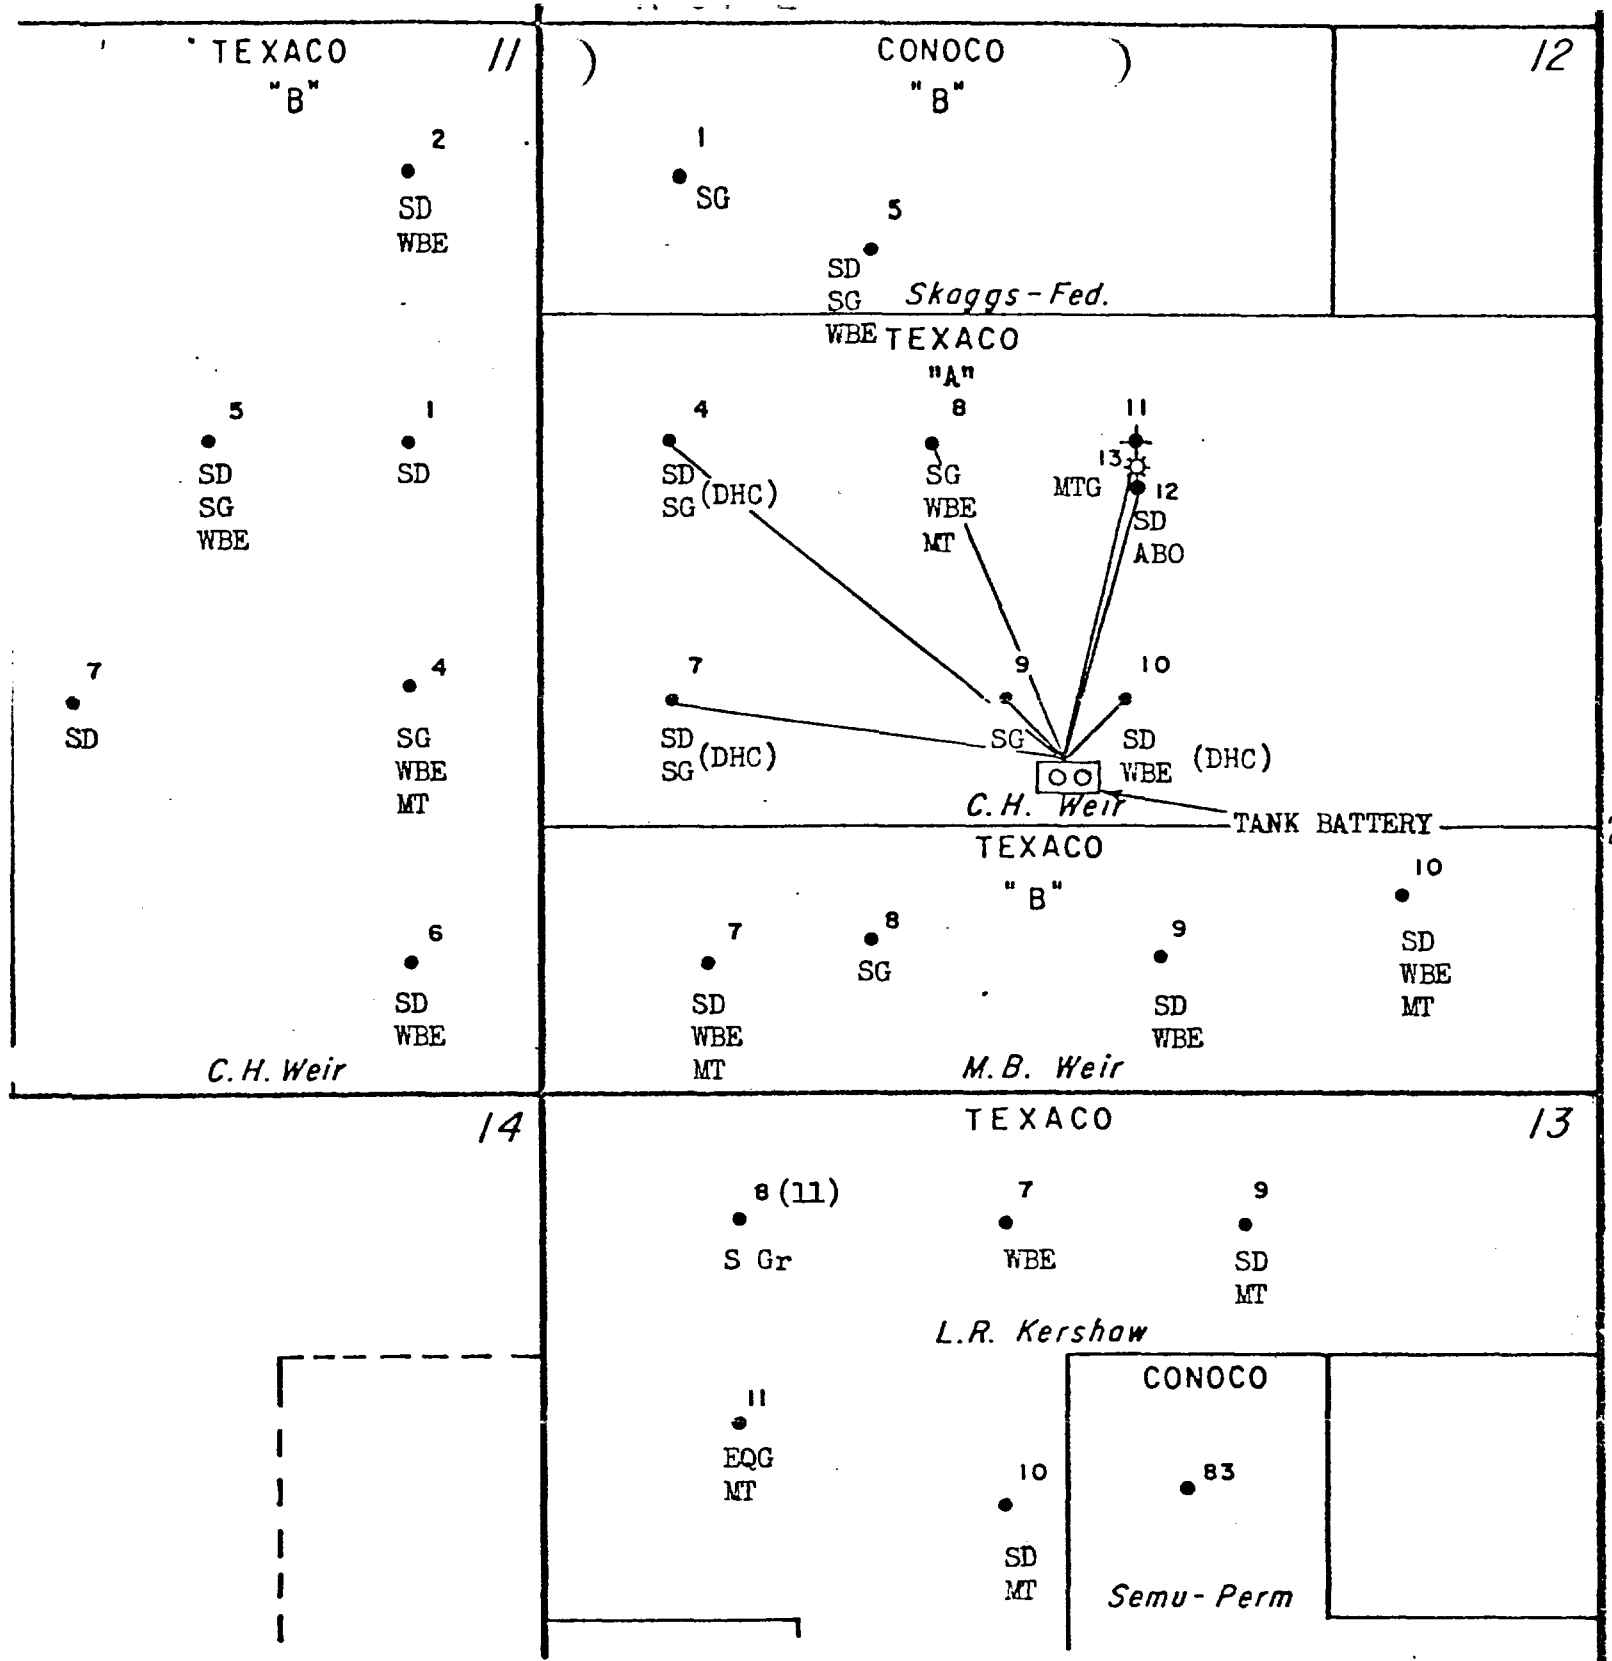 TEXACO
"B"
11
CONOCO
"B"
12
2
SD
WBE
1
SG
5
SD
SG
WBE
Skaggs-Fed.
TEXACO
"A"
5
SD
SG
WBE
1
SD
4
SD
SG (DHC)
8
SG
WBE
MT
11
13
MTG
12
SD
ABO
7
SD
4
SG
WBE
MT
7
SD
SG (DHC)
9
SG
10
SD
WBE (DHC)
C.H. Weir
TANK BATTERY
TEXACO
"B"
6
SD
WBE
C.H. Weir
7
SD
WBE
MT
8
SG
9
SD
WBE
10
SD
WBE
MT
M.B. Weir
14
TEXACO
13
8 (11)
S Gr
7
WBE
9
SD
MT
L.R. Kershaw
11
EQG
MT
10
SD
MT
CONOCO
83
Semu-Perm